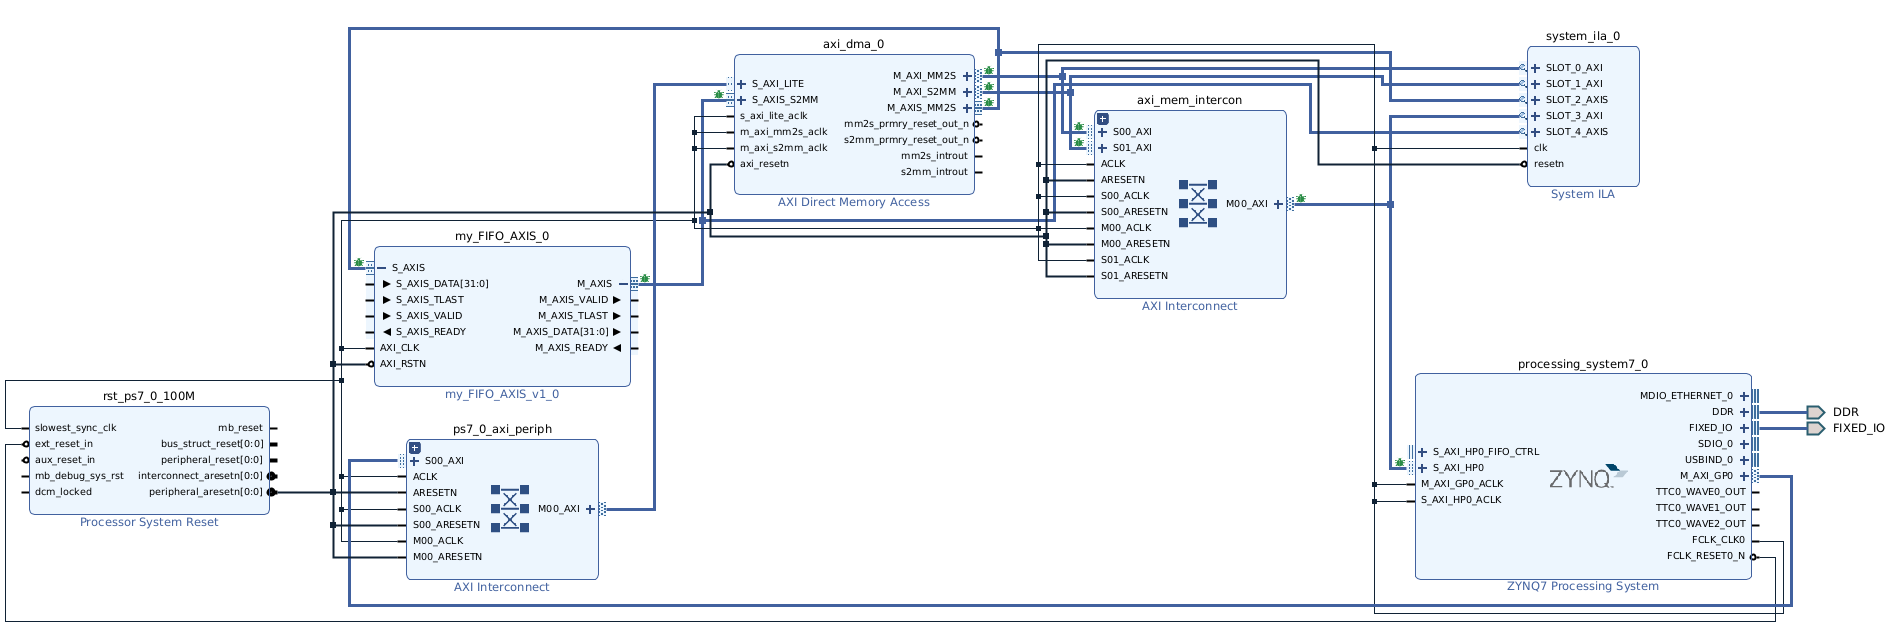 axi_dma_0
S_AXI_LITE
S_AXIS_S2MM
s_axi_lite_aclk
m_axi_mm2s_aclk
m_axi_s2mm_aclk
axi_resetn
M_AXI_MM2S
M_AXI_S2MM
M_AXIS_MM2S
mm2s_prmry_reset_out_n
s2mm_prmry_reset_out_n
mm2s_introut
s2mm_introut
AXI Direct Memory Access
system_ila_0
SLOT_0_AXI
SLOT_1_AXI
SLOT_2_AXIS
SLOT_3_AXI
SLOT_4_AXIS
clk
resetn
System ILA
axi_mem_intercon
S00_AXI
S01_AXI
ACLK
ARESETN
S00_ACLK
S00_ARESETN
M00_ACLK
M00_ARESETN
S01_ACLK
S01_ARESETN
M00_AXI
AXI Interconnect
my_FIFO_AXIS_0
S_AXIS
S_AXIS_DATA[31:0]
S_AXIS_TLAST
S_AXIS_VALID
S_AXIS_READY
AXI_CLK
AXI_RSTN
M_AXIS
M_AXIS_VALID
M_AXIS_TLAST
M_AXIS_DATA[31:0]
M_AXIS_READY
my_FIFO_AXIS_v1_0
rst_ps7_0_100M
slowest_sync_clk
ext_reset_in
aux_reset_in
mb_debug_sys_rst
dcm_locked
mb_reset
bus_struct_reset[0:0]
peripheral_reset[0:0]
interconnect_aresetn[0:0]
peripheral_aresetn[0:0]
Processor System Reset
ps7_0_axi_periph
S00_AXI
ACLK
ARESETN
S00_ACLK
S00_ARESETN
M00_ACLK
M00_ARESETN
M00_AXI
AXI Interconnect
processing_system7_0
S_AXI_HP0_FIFO_CTRL
S_AXI_HP0
M_AXI_GP0_ACLK
S_AXI_HP0_ACLK
ZYNQ
MDIO_ETHERNET_0
DDR
FIXED_IO
SDIO_0
USBIND_0
M_AXI_GP0
TTC0_WAVE0_OUT
TTC0_WAVE1_OUT
TTC0_WAVE2_OUT
FCLK_CLK0
FCLK_RESET0_N
ZYNQ7 Processing System
DDR
FIXED_IO